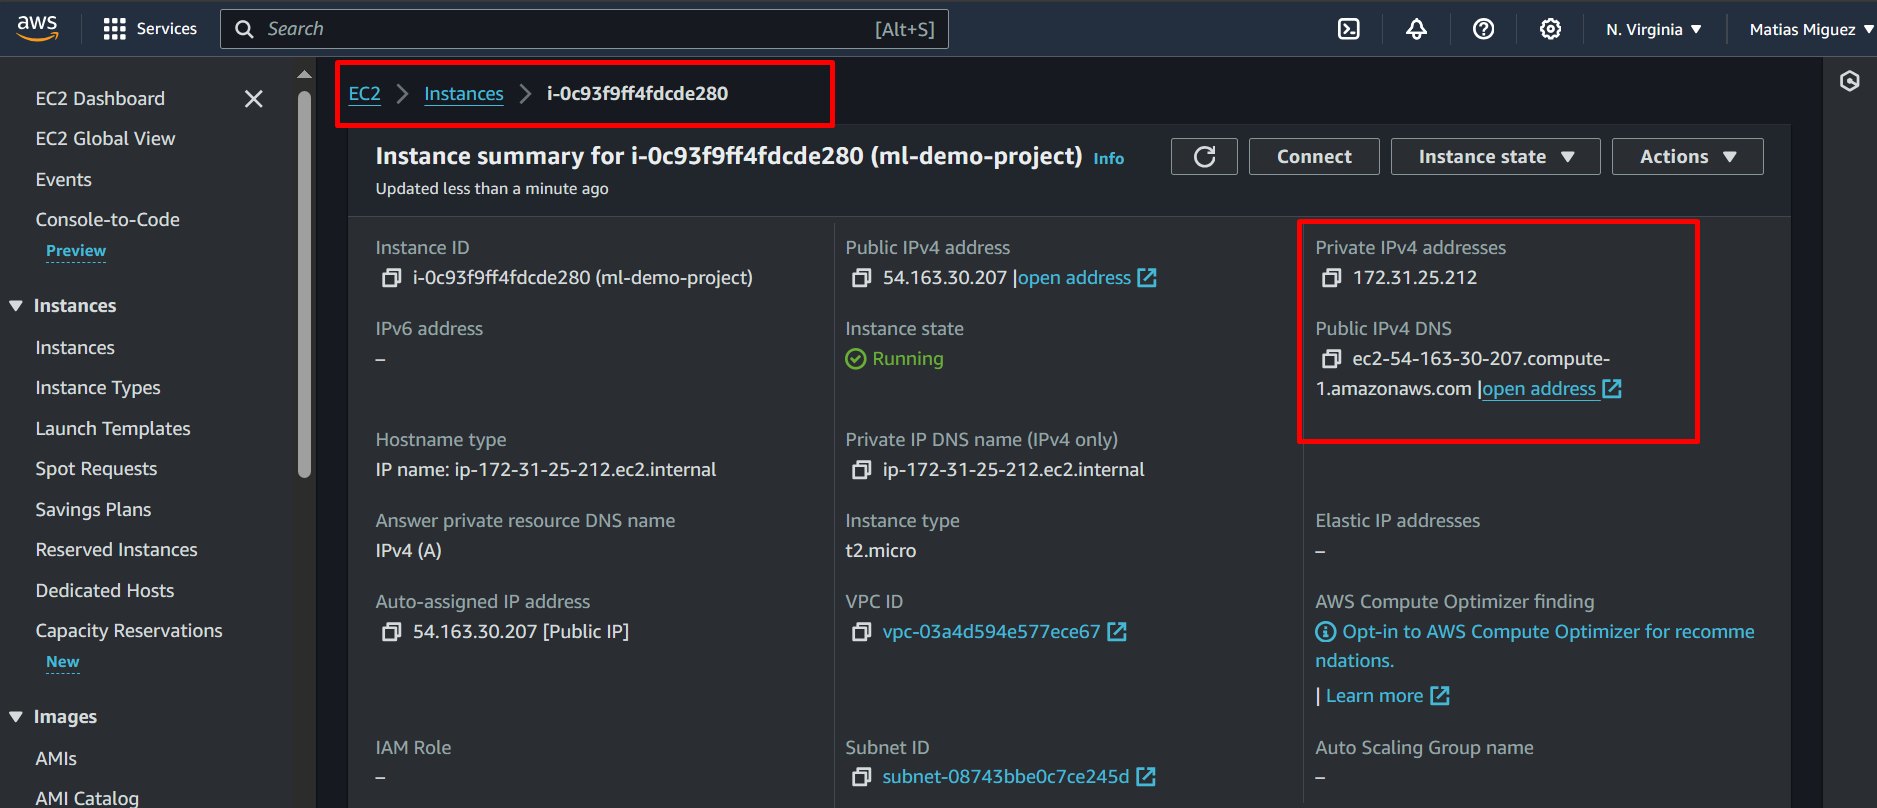 aws
Services
Search
[Alt+S]
N. Virginia ▼
Matias Miguez ▼
EC2 Dashboard
EC2 Global View
Events
Console-to-Code
Preview
Instances
Instances
Instance Types
Launch Templates
Spot Requests
Savings Plans
Reserved Instances
Dedicated Hosts
Capacity Reservations
New
Images
AMIs
AMI Catalog
EC2 > Instances > i-0c93f9ff4fdcde280
Instance summary for i-0c93f9ff4fdcde280 (ml-demo-project) Info
Updated less than a minute ago
Connect
Instance state ▼
Actions ▼
Instance ID
i-0c93f9ff4fdcde280 (ml-demo-project)
Public IPv4 address
54.163.30.207 |open address
Private IPv4 addresses
172.31.25.212
IPv6 address
–
Instance state
Running
Public IPv4 DNS
ec2-54-163-30-207.compute-
1.amazonaws.com |open address
Hostname type
IP name: ip-172-31-25-212.ec2.internal
Private IP DNS name (IPv4 only)
ip-172-31-25-212.ec2.internal
Answer private resource DNS name
IPv4 (A)
Instance type
t2.micro
Elastic IP addresses
–
Auto-assigned IP address
54.163.30.207 [Public IP]
VPC ID
vpc-03a4d594e577ece67
AWS Compute Optimizer finding
Opt-in to AWS Compute Optimizer for recomme
ndations.
| Learn more
IAM Role
–
Subnet ID
subnet-08743bbe0c7ce245d
Auto Scaling Group name
–